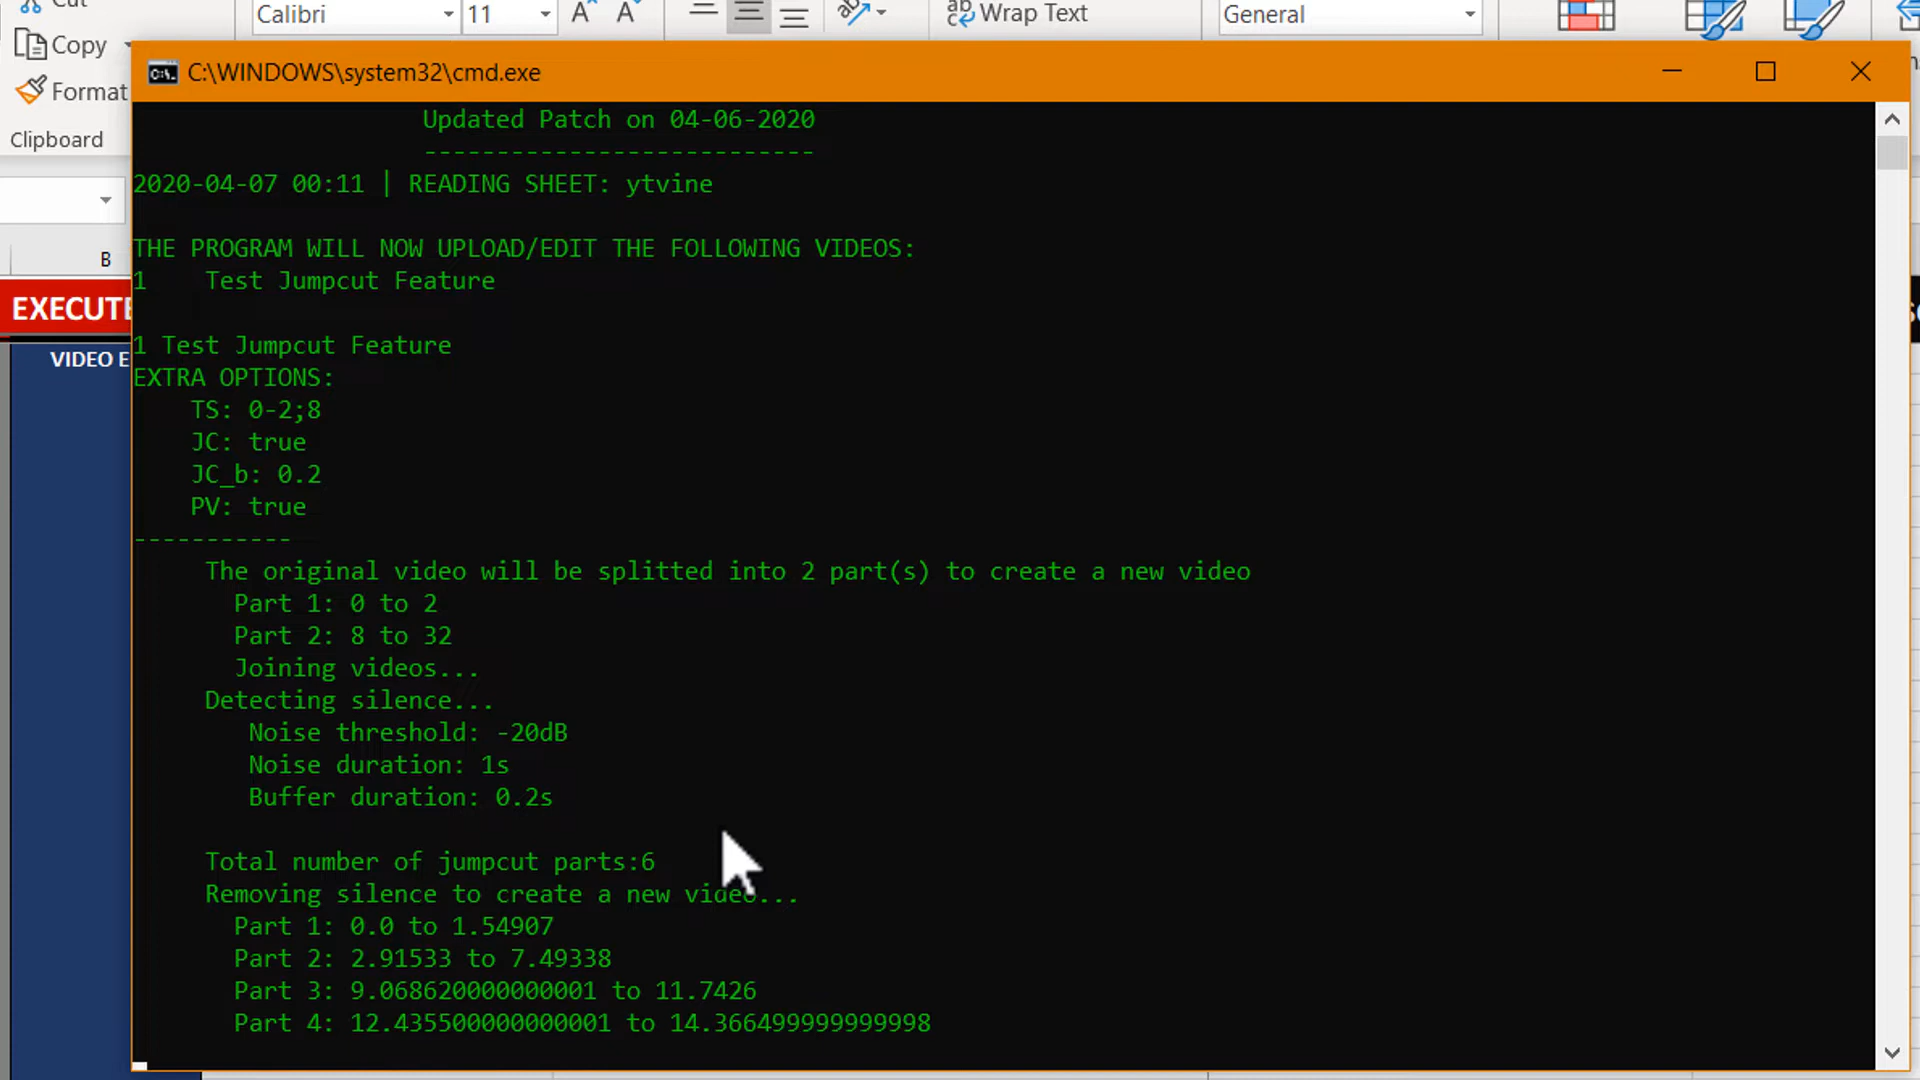 Cut
Calibri
11
Wrap Text
General
Copy
Format
Clipboard
C:\WINDOWS\system32\cmd.exe
Updated Patch on 04-06-2020
---------------------------
2020-04-07 00:11 | READING SHEET: ytvine
THE PROGRAM WILL NOW UPLOAD/EDIT THE FOLLOWING VIDEOS:
B
1 Test Jumpcut Feature
EXECUTE
1 Test Jumpcut Feature
VIDEO E
EXTRA OPTIONS:
TS: 0-2;8
JC: true
JC_b: 0.2
PV: true
-----------
The original video will be splitted into 2 part(s) to create a new video
Part 1: 0 to 2
Part 2: 8 to 32
Joining videos...
Detecting silence...
Noise threshold: -20dB
Noise duration: 1s
Buffer duration: 0.2s
Total number of jumpcut parts:6
Removing silence to create a new video...
Part 1: 0.0 to 1.54907
Part 2: 2.91533 to 7.49338
Part 3: 9.068620000000001 to 11.7426
Part 4: 12.435500000000001 to 14.366499999999998